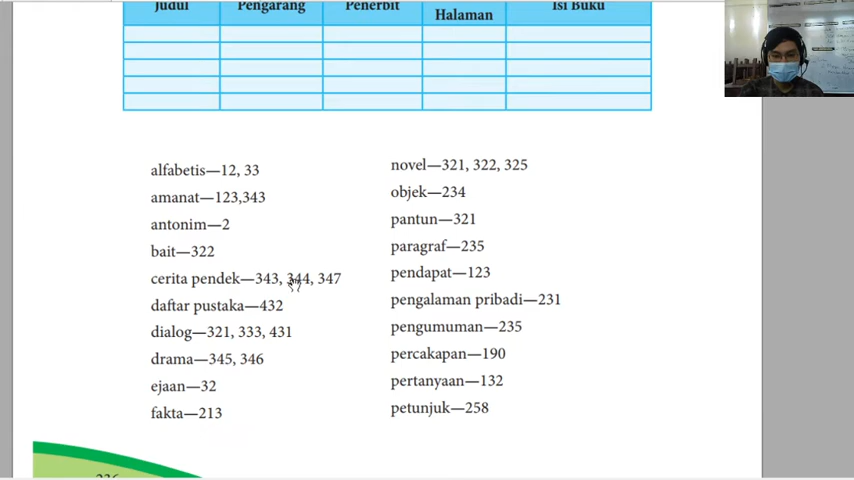 Judul
Pengarang
Penerbit
Halaman
Isi Buku
alfabetis—12, 33
amanat—123,343
antonim—2
bait—322
cerita pendek—343, 344, 347
daftar pustaka—432
dialog—321, 333, 431
drama—345, 346
ejaan—32
fakta—213
novel—321, 322, 325
objek—234
pantun—321
paragraf—235
pendapat—123
pengalaman pribadi—231
pengumuman—235
percakapan—190
pertanyaan—132
petunjuk—258